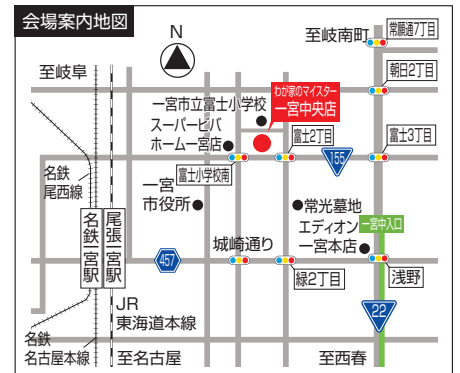 会場案内地図
N
至岐南町
常願通7丁目
至岐阜
朝日2丁目
わが家のマイスター
一宮中央店
一宮市立富士小学校
スーパービバ
ホーム一宮店
富士2丁目
富士3丁目
155
名鉄
尾西線
富士小学校南
一宮
市役所
常光墓地
一宮中入口
エディオン
一宮本店
名鉄一宮駅
尾張一宮駅
城崎通り
457
緑2丁目
浅野
22
JR
東海道本線
名鉄
名古屋本線
至名古屋
至西春